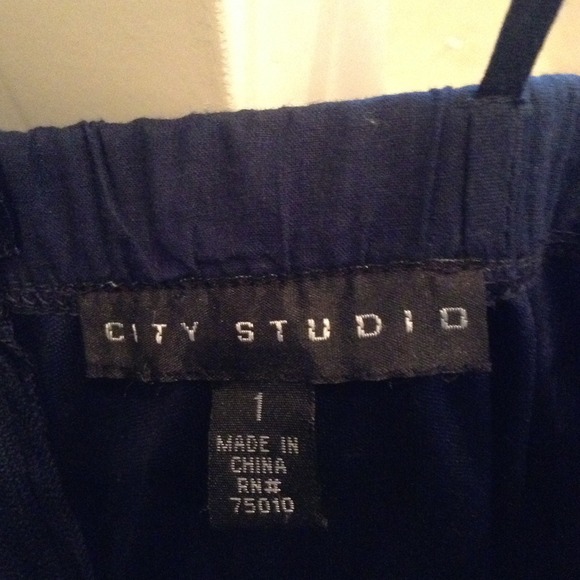 CITY STUDIO
1
MADE IN
CHINA
RN#
75010